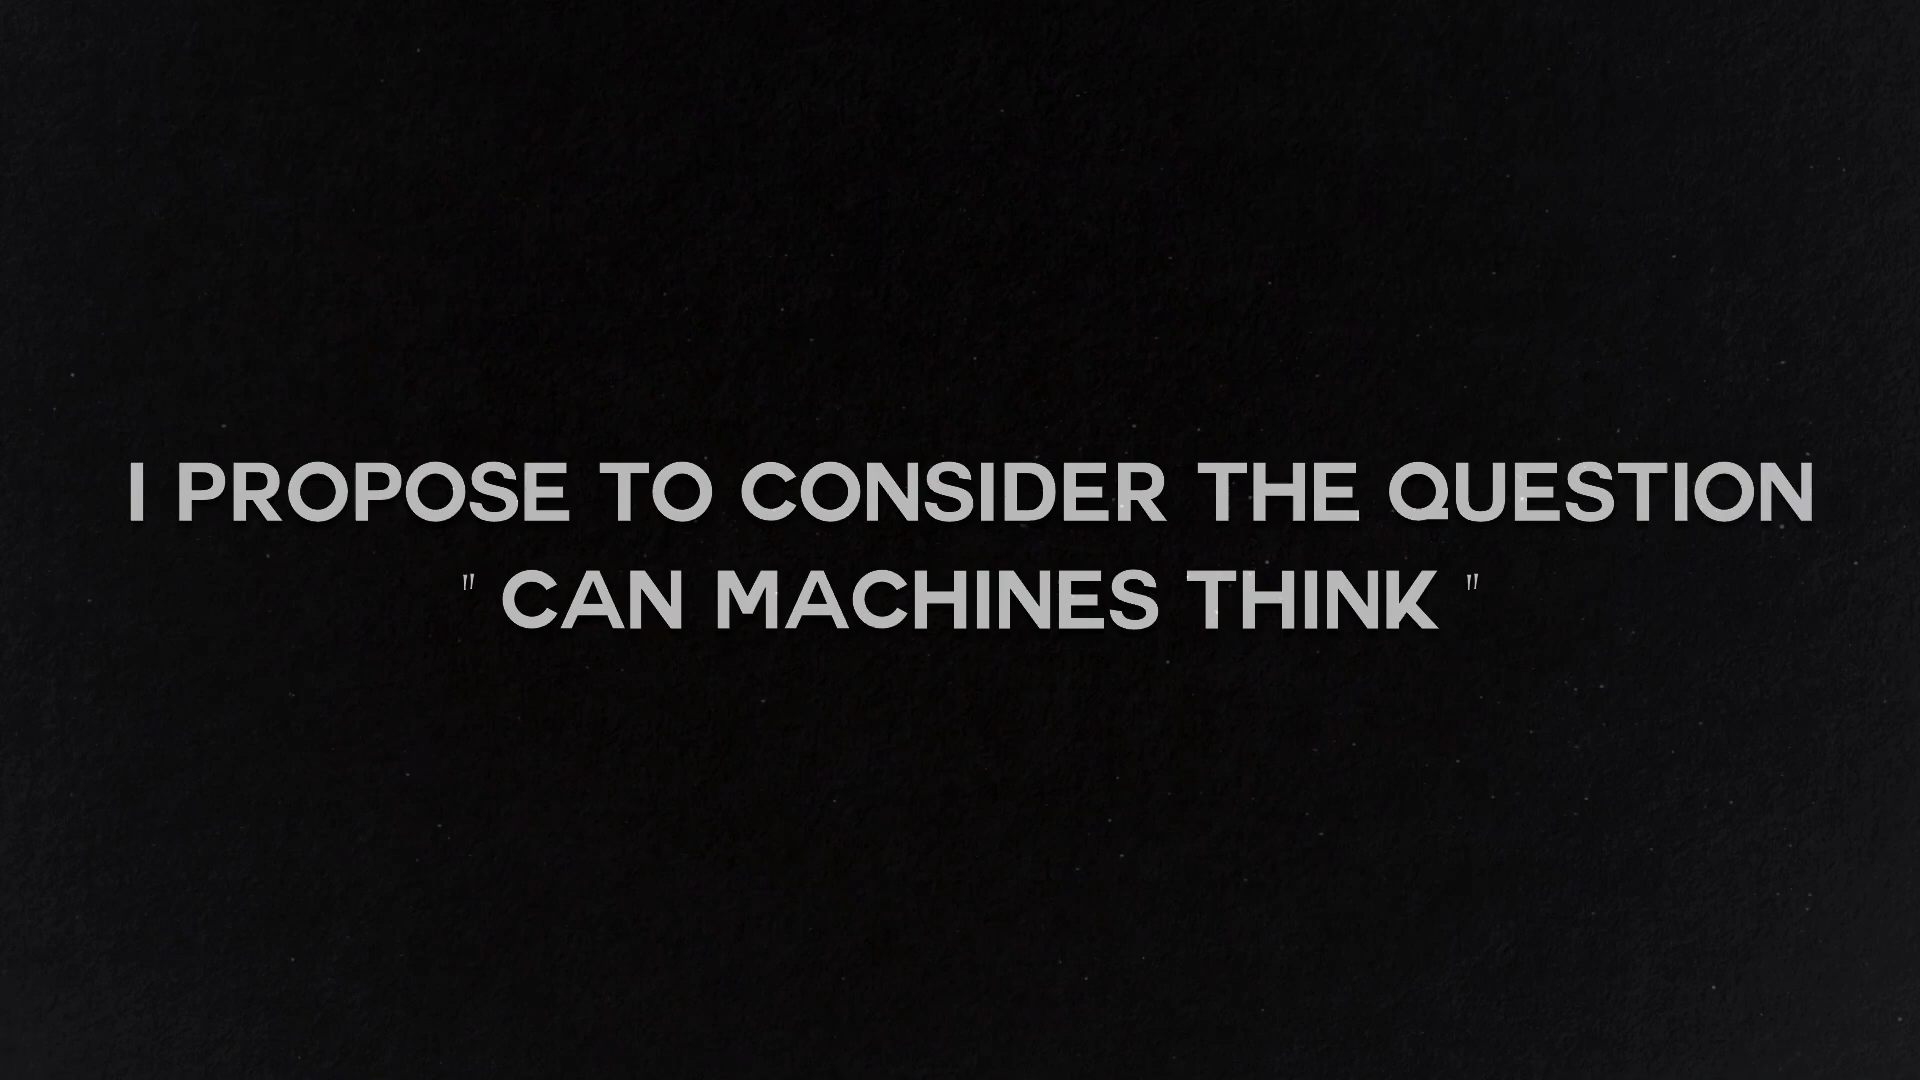 I PROPOSE TO CONSIDER THE QUESTION
" CAN MACHINES THINK "